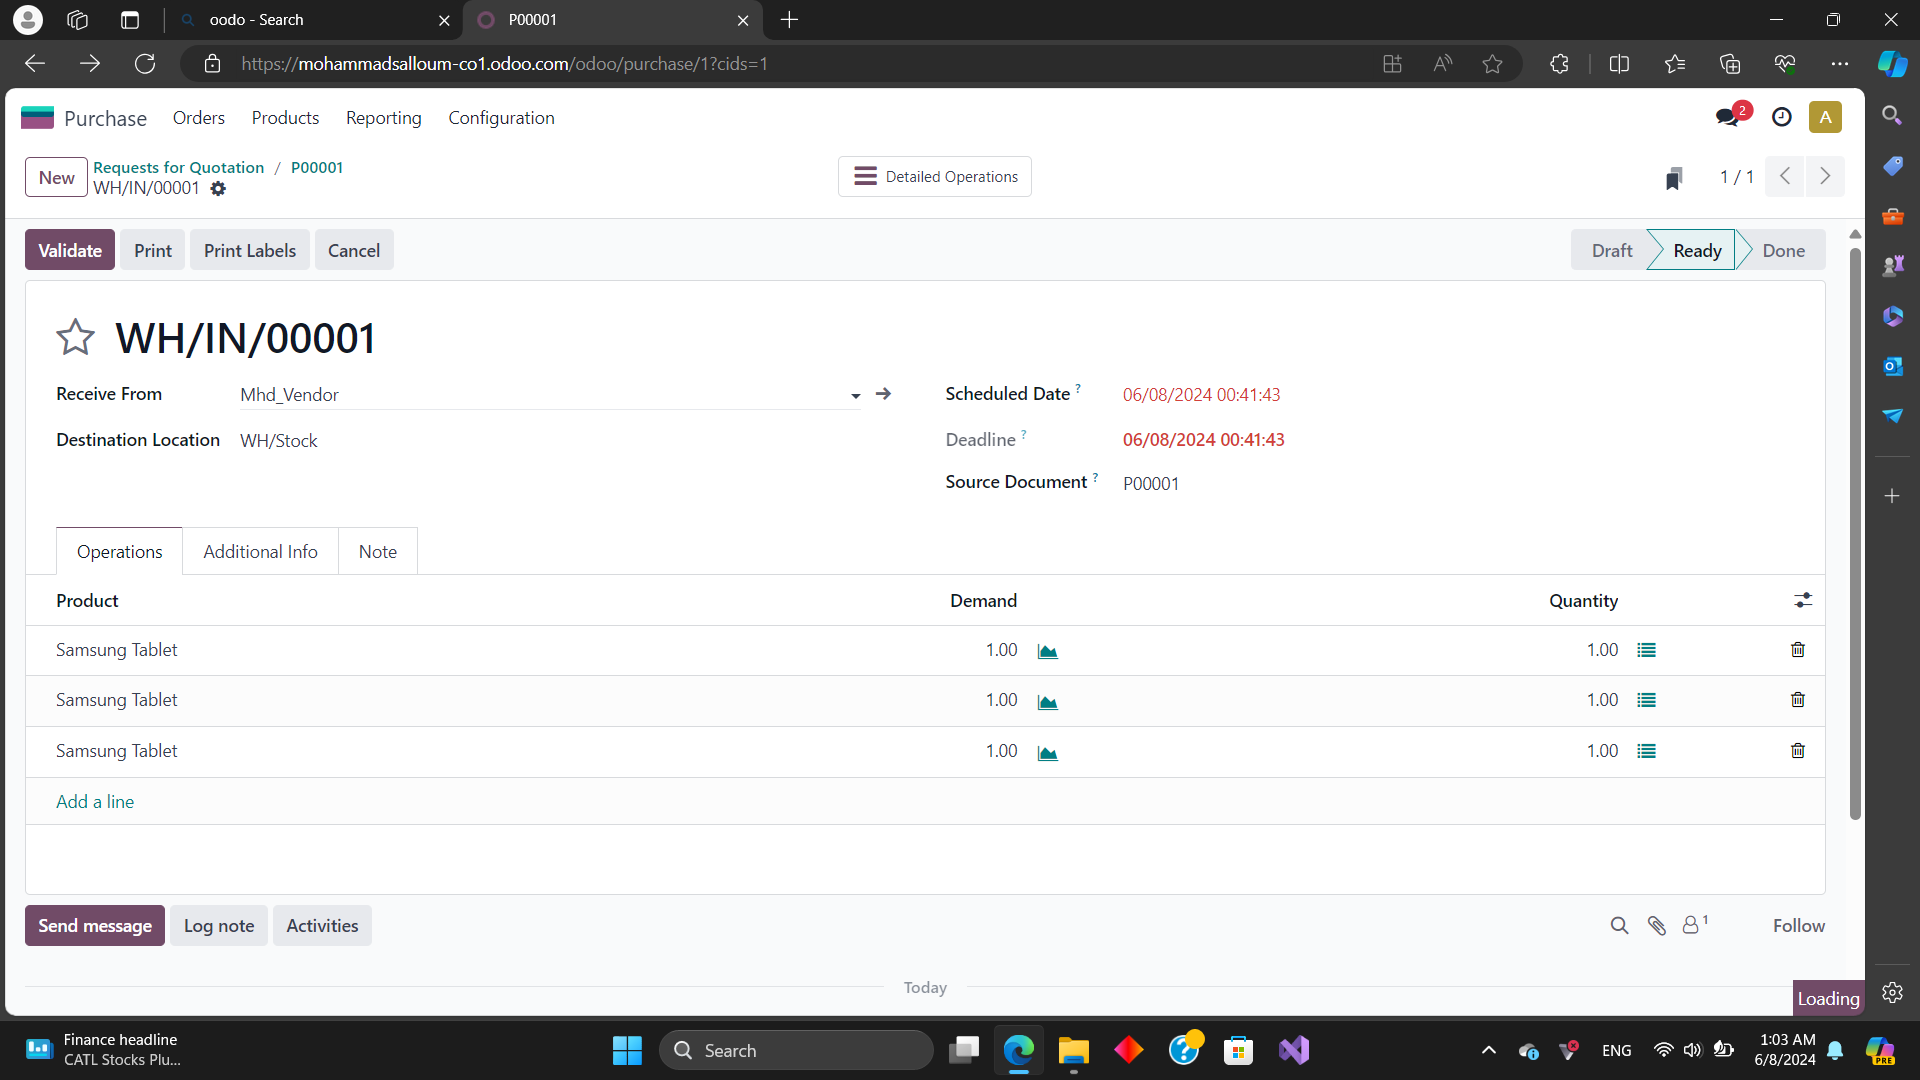 oodo - Search
P00001
https://mohammadsalloum-co1.odoo.com/odoo/purchase/1?cids=1
Purchase Orders Products Reporting Configuration
2
A
New
Requests for Quotation / P00001
WH/IN/00001
Detailed Operations
1 / 1
Validate Print Print Labels Cancel
Draft Ready Done
WH/IN/00001
Receive From Mhd_Vendor
Scheduled Date ? 06/08/2024 00:41:43
Destination Location WH/Stock
Deadline ? 06/08/2024 00:41:43
Source Document ? P00001
Operations Additional Info Note
Product Demand Quantity
Samsung Tablet 1.00 1.00
Samsung Tablet 1.00 1.00
Samsung Tablet 1.00 1.00
Add a line
Send message Log note Activities
1
Follow
Today
Loading
Finance headline
CATL Stocks Plu...
Search
ENG
1:03 AM
6/8/2024
PRE